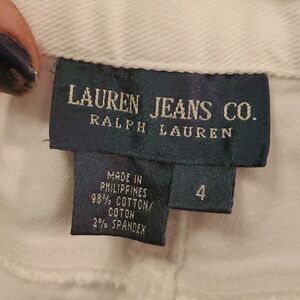 LAUREN JEANS CO.
RALPH LAUREN
MADE IN
PHILIPPINES
98% COTTON/
COTON
2% SPANDEX
4